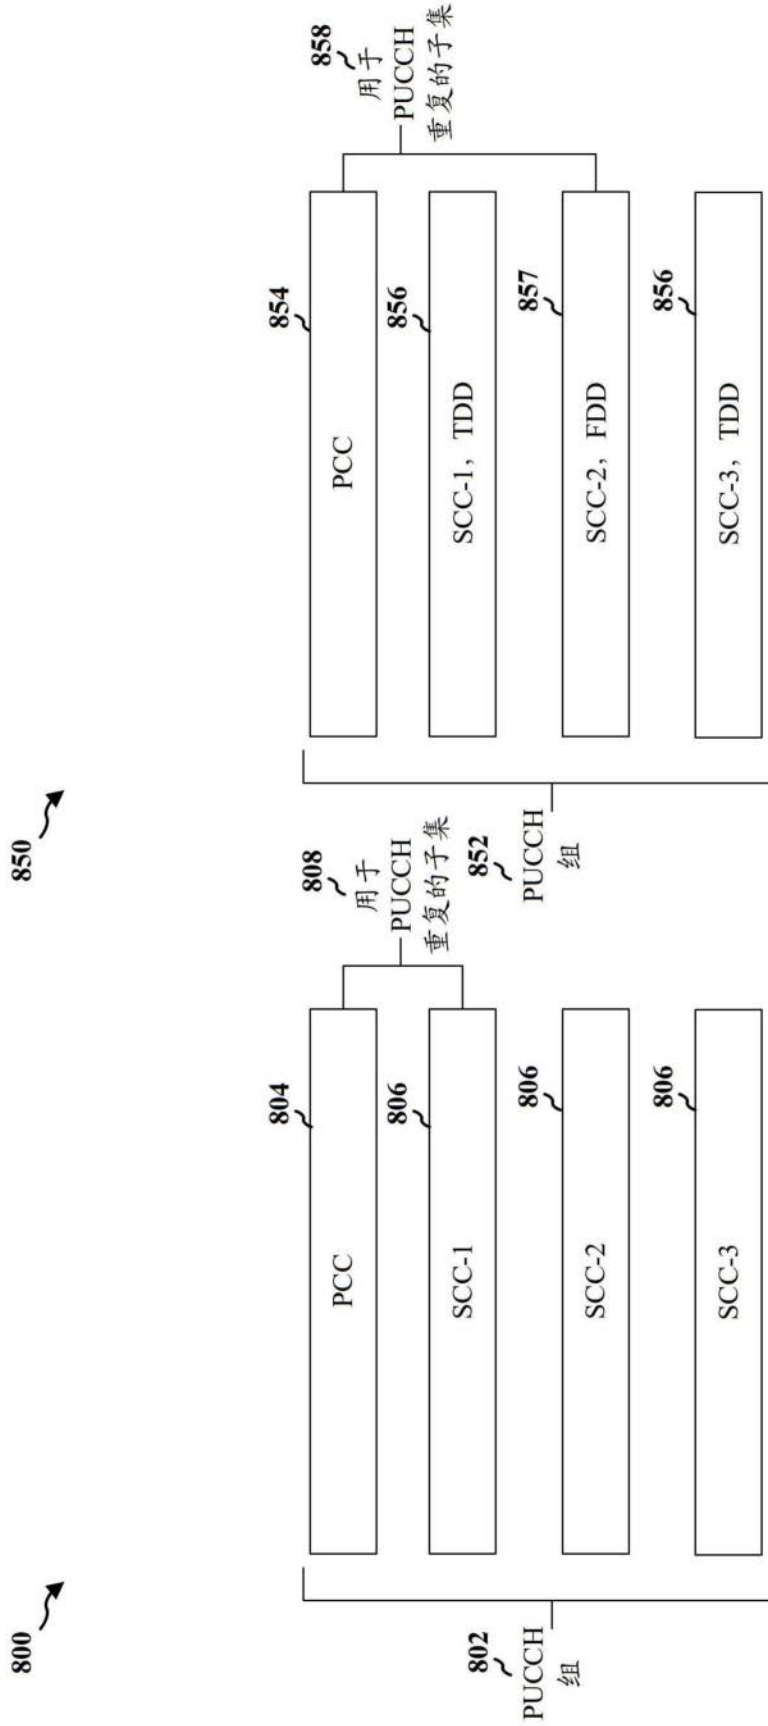 800
802
PUCCH
组
804
PCC
806
SCC-1
806
SCC-2
806
SCC-3
808
用于
PUCCH
重复的子集
850
852
PUCCH
组
854
PCC
856
SCC-1, TDD
857
SCC-2, FDD
856
SCC-3, TDD
858
用于
PUCCH
重复的子集